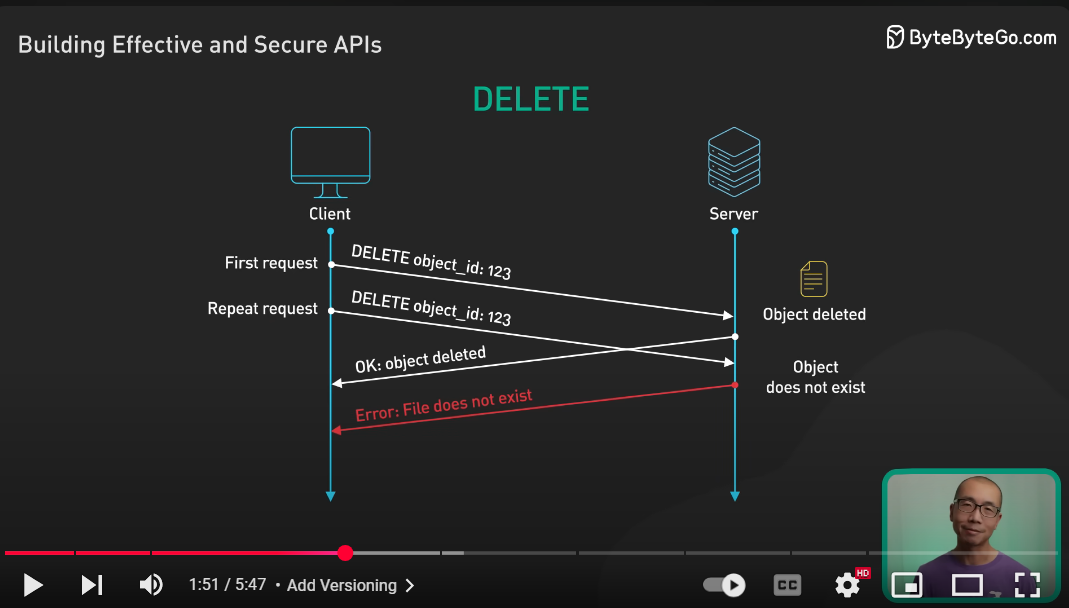 Building Effective and Secure APIs
ByteByteGo.com
DELETE
Client
Server
First request
DELETE object_id: 123
Repeat request
DELETE object_id: 123
Object deleted
OK: object deleted
Object
does not exist
Error: File does not exist
1:51 / 5:47 • Add Versioning >
CC
HD